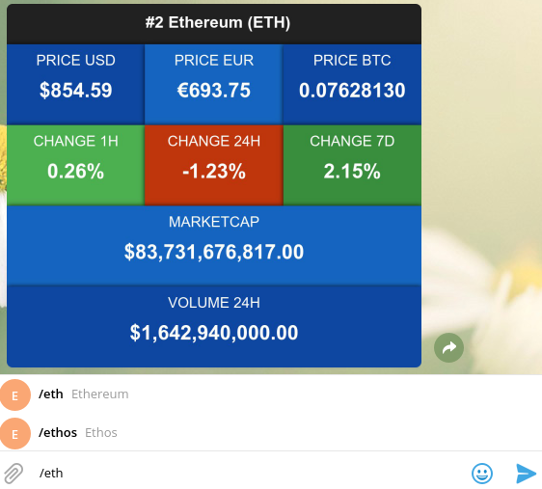 #2 Ethereum (ETH)
PRICE USD PRICE EUR PRICE BTC
$854.59 €693.75 0.07628130
CHANGE 1H CHANGE 24H CHANGE 7D
0.26% -1.23% 2.15%
MARKETCAP
$83,731,676,817.00
VOLUME 24H
$1,642,940,000.00
E /eth Ethereum
E /ethos Ethos
/eth